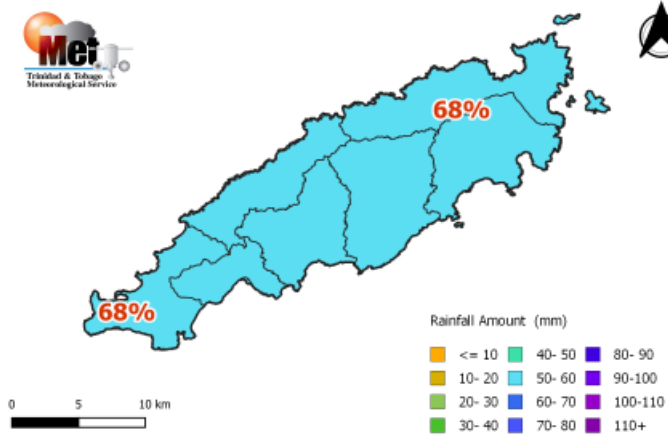 Met
Trinidad & Tobago
Meteorological Service
68%
68%
Rainfall Amount (mm)
<= 10
40- 50
80- 90
10- 20
50- 60
90-100
20- 30
60- 70
100-110
30- 40
70- 80
110+
0 5 10 km